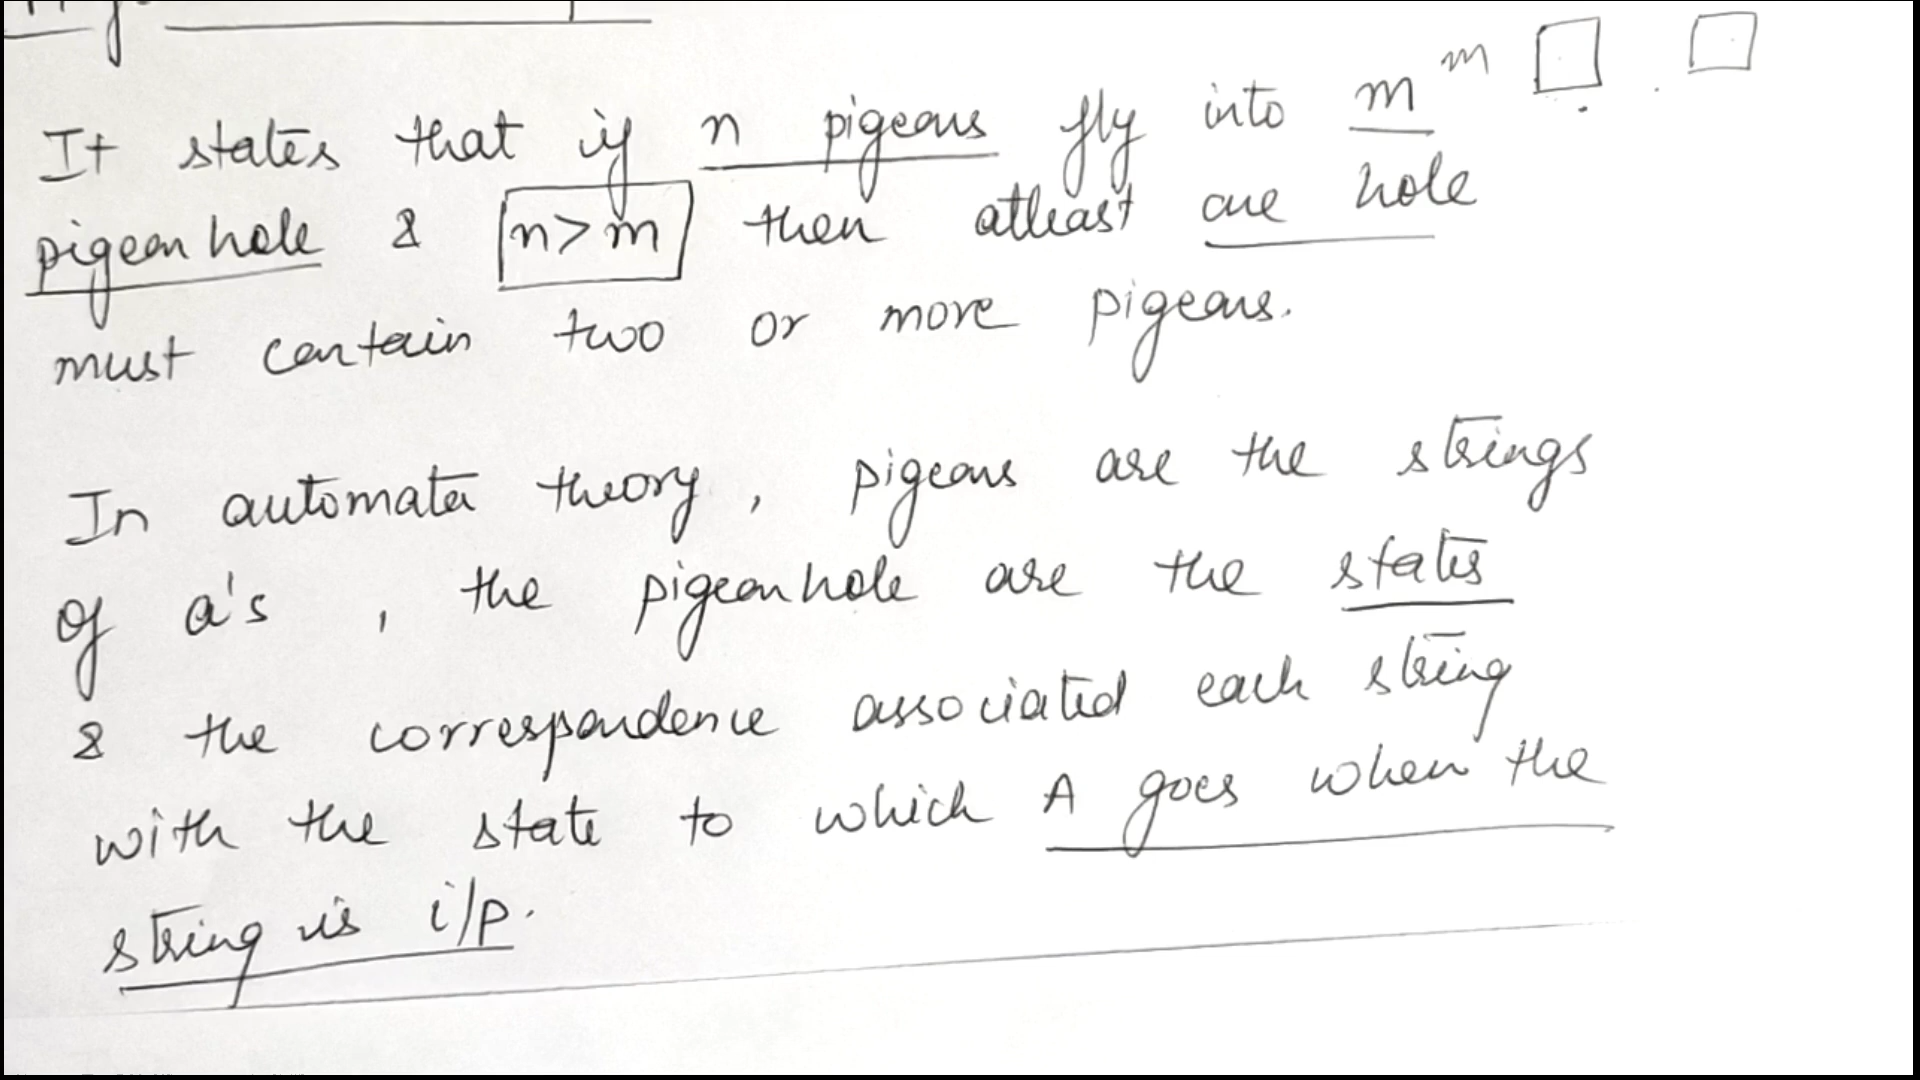 m
It states that if n pigeons fly into m
pigeonhole & n>m then atleast one hole
must contain two or more pigeons.
In automata theory, pigeons are the strings
of a's , the pigeonhole are the states
& the correspondence associated each string
with the state to which A goes when the
string is i/p.